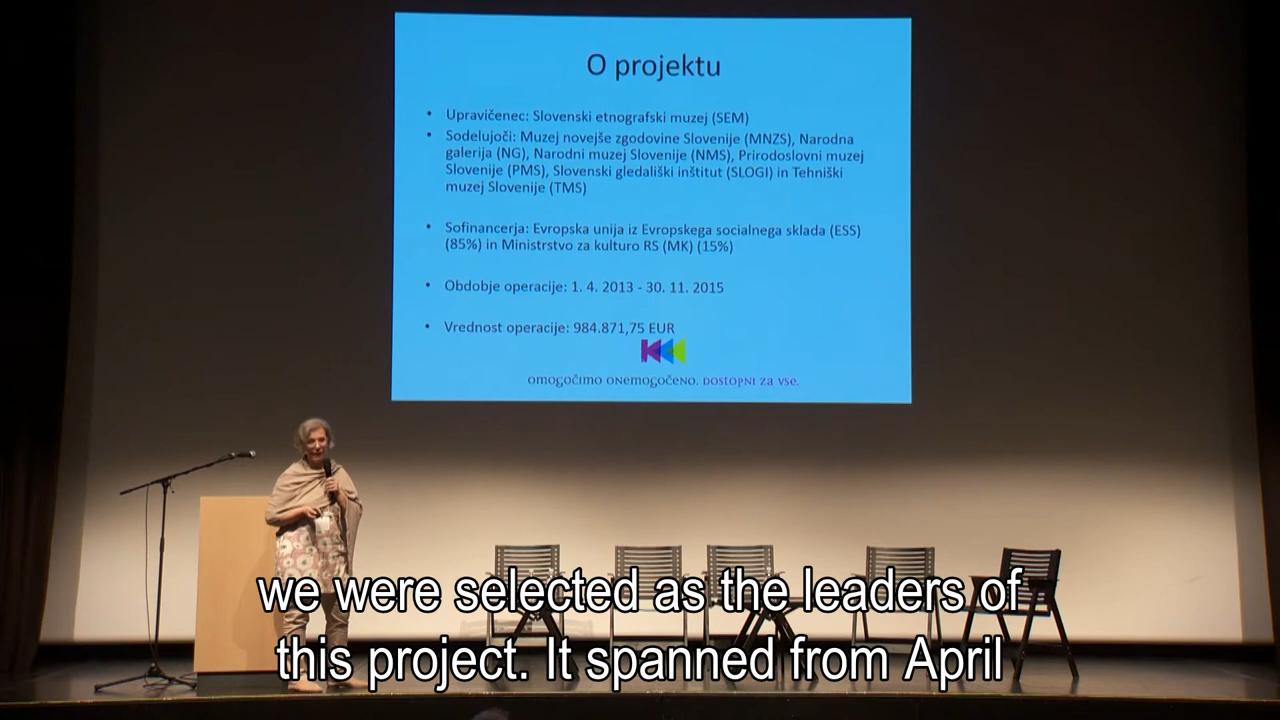 O projektu
• Upravičenec: Slovenski etnografski muzej (SEM)
• Sodelujoči: Muzej novejše zgodovine Slovenije (MNZS), Narodna
galerija (NG), Narodni muzej Slovenije (NMS), Prirodoslovni muzej
Slovenije (PMS), Slovenski gledališki inštitut (SLOGI) in Tehniški
muzej Slovenije (TMS)
• Sofinancerja: Evropska unija iz Evropskega socialnega sklada (ESS)
(85%) in Ministrstvo za kulturo RS (MK) (15%)
• Obdobje operacije: 1. 4. 2013 - 30. 11. 2015
• Vrednost operacije: 984.871,75 EUR
omogočimo onemogočeno. DOSTOPNI za vse.
we were selected as the leaders of
this project. It spanned from April